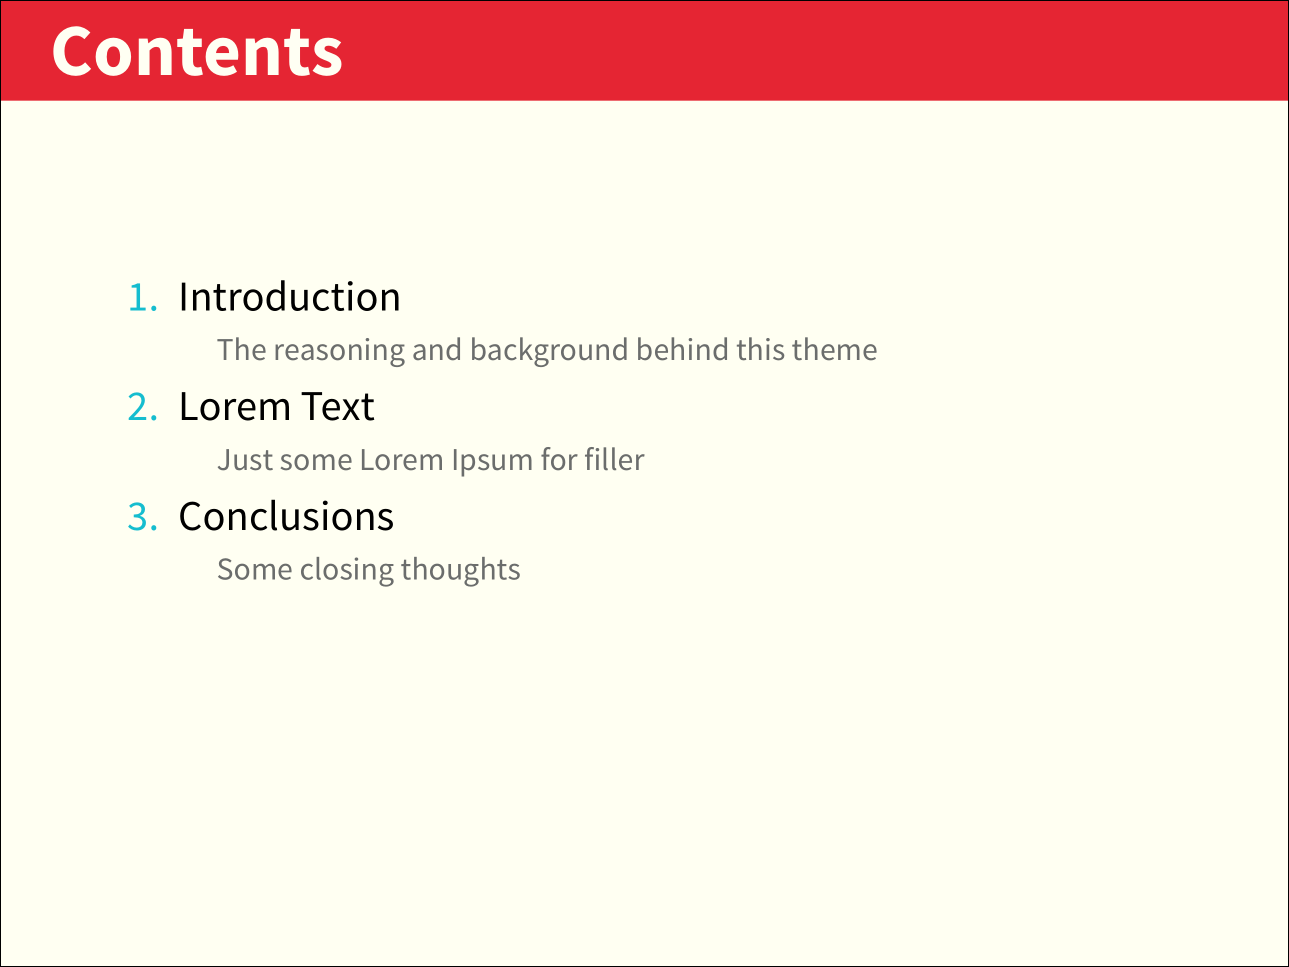 Contents
1. Introduction
The reasoning and background behind this theme
2. Lorem Text
Just some Lorem Ipsum for filler
3. Conclusions
Some closing thoughts